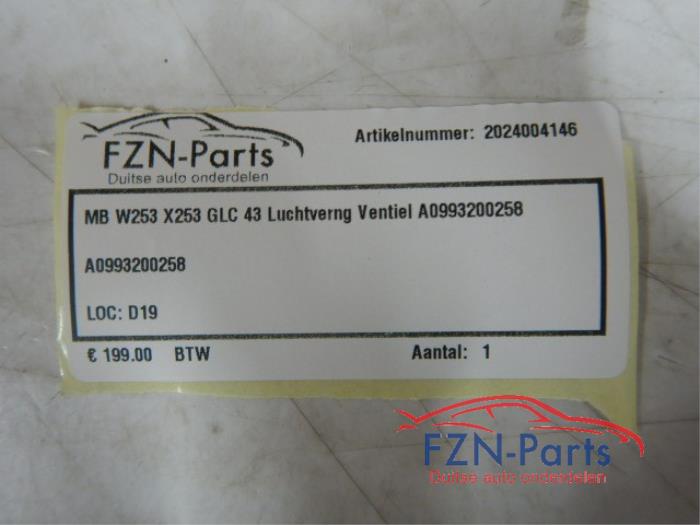 FZN-Parts
Duitse auto onderdelen
Artikelnummer: 2024004146
MB W253 X253 GLC 43 Luchtverng Ventiel A0993200258
A0993200258
LOC: D19
€ 199.00 BTW
Aantal: 1
FZN-Parts
Duitse auto onderdelen